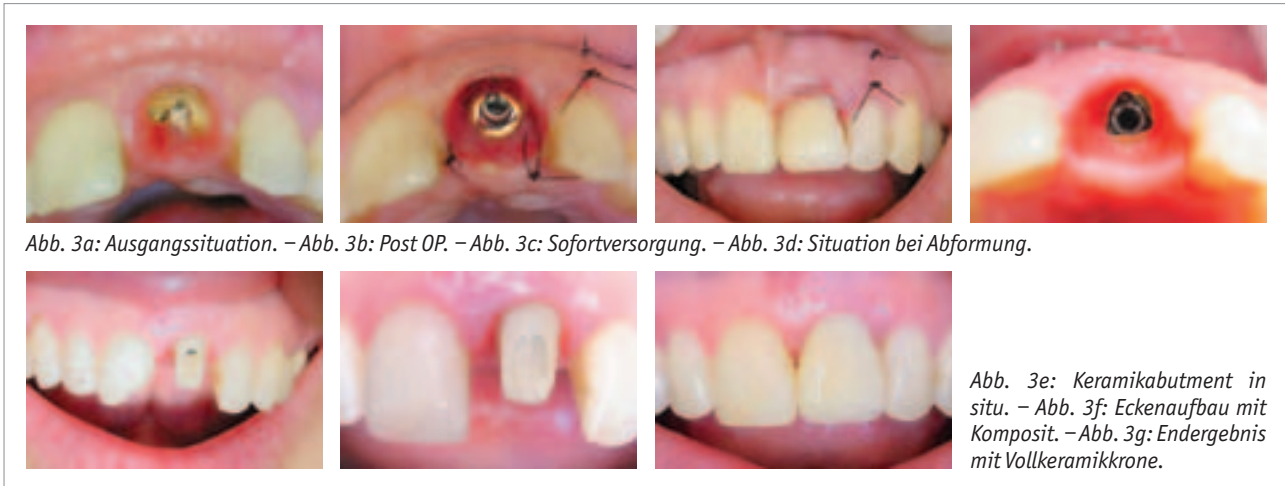 Abb. 3a: Ausgangssituation. – Abb. 3b: Post OP. – Abb. 3c: Sofortversorgung. – Abb. 3d: Situation bei Abformung.
Abb. 3e: Keramikabutment in
situ. – Abb. 3f: Eckenaufbau mit
Komposit. – Abb. 3g: Endergebnis
mit Vollkeramikkrone.